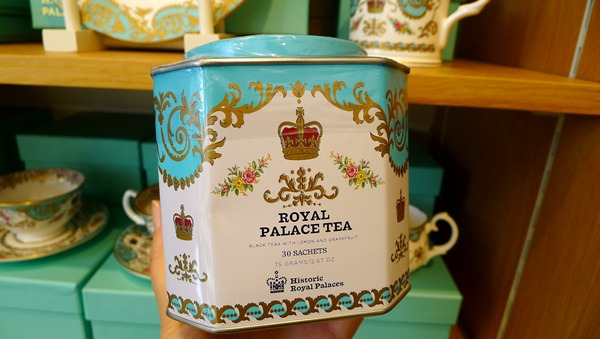 ROYAL
PALACE TEA
BLACK TEAS WITH LEMON AND GRAPEFRUIT
30 SACHETS
75 GRAMS/2.67 OZ
Historic
Royal Palaces